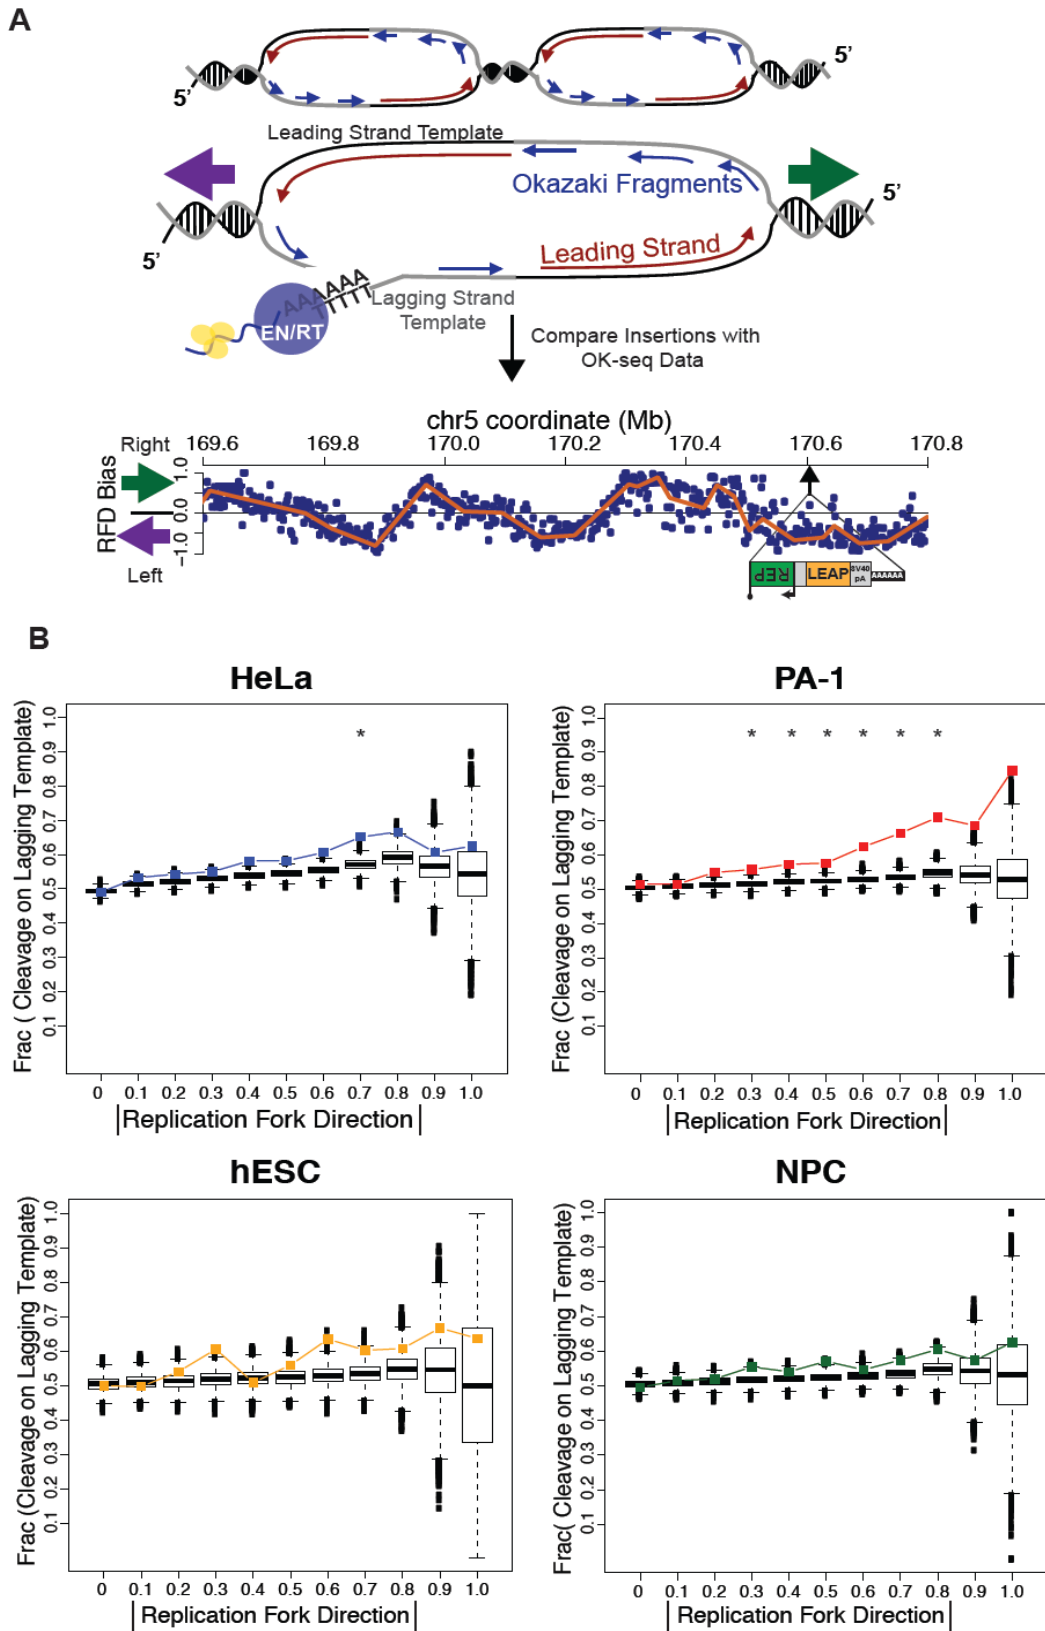 A
5'
5'
Leading Strand Template
Okazaki Fragments
5'
5'
Leading Strand
AAAAAA
TTTTT
EN/RT
Lagging Strand
Template
Compare Insertions with
OK-seq Data
chr5 coordinate (Mb)
Right
169.6 169.8 170.0 170.2 170.4 170.6 170.8
RFD Bias
1.0
0.0
-1.0
Left
REP LEAP SV40 pA AAAAAA
B
HeLa
Frac ( Cleavage on Lagging Template)
1.0
0.9
0.8
0.7
0.6
0.5
0.4
0.3
0.2
0.1
*
0 0.1 0.2 0.3 0.4 0.5 0.6 0.7 0.8 0.9 1.0
|Replication Fork Direction|
PA-1
Frac (Cleavage on Lagging Template)
1.0
0.9
0.8
0.7
0.6
0.5
0.4
0.3
0.2
0.1
* * * * * *
0 0.1 0.2 0.3 0.4 0.5 0.6 0.7 0.8 0.9 1.0
|Replication Fork Direction|
hESC
Frac (Cleavage on Lagging Template)
1.0
0.9
0.8
0.7
0.6
0.5
0.4
0.3
0.2
0.1
0 0.1 0.2 0.3 0.4 0.5 0.6 0.7 0.8 0.9 1.0
|Replication Fork Direction|
NPC
Frac( Cleavage on Lagging Template)
1.0
0.9
0.8
0.7
0.6
0.5
0.4
0.3
0.2
0.1
0 0.1 0.2 0.3 0.4 0.5 0.6 0.7 0.8 0.9 1.0
|Replication Fork Direction|